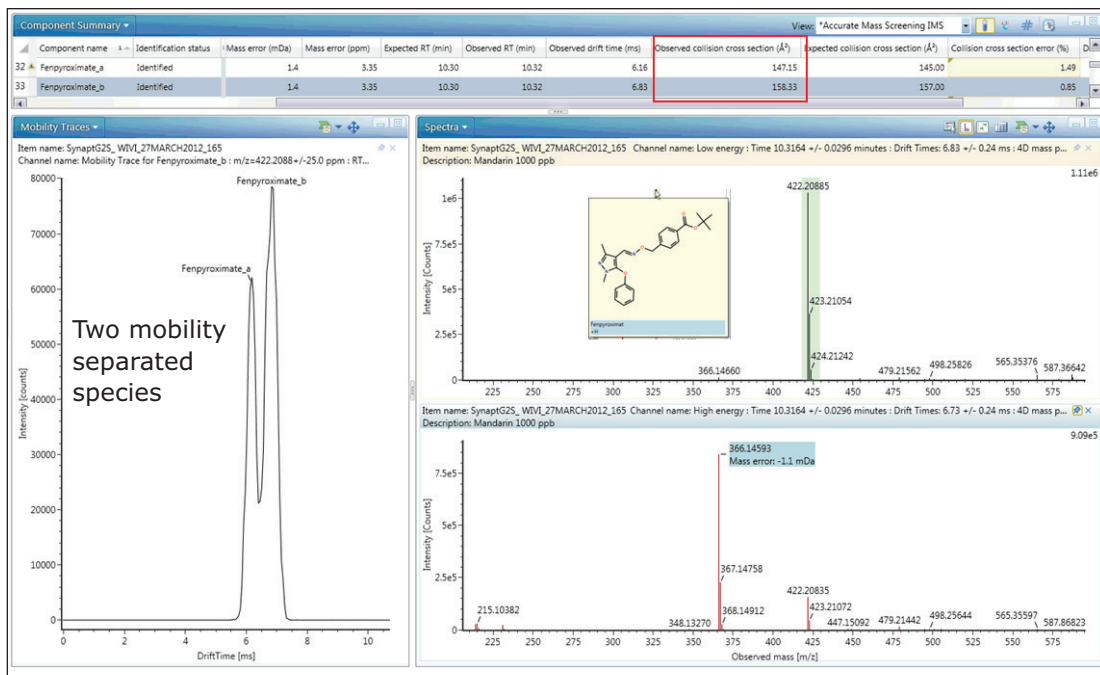 Component Summary
View: *Accurate Mass Screening IMS
Component name Identification status Mass error (mDa) Mass error (ppm) Expected RT (min) Observed RT (min) Observed drift time (ms) Observed collision cross section (Å²) Expected collision cross section (Å²) Collision cross section error (%) D
32 Fenpyroximate_a Identified 1.4 3.35 10.30 10.32 6.16 147.15 145.00 1.49
33 Fenpyroximate_b Identified 1.4 3.35 10.30 10.32 6.83 158.33 157.00 0.85
Mobility Traces
Item name: SynaptG2S_ WIVI_27MARCH2012_165
Channel name: Mobility Trace for Fenpyroximate_b : m/z=422.2088+/-25.0 ppm : RT...
80000
70000
60000
50000
40000
30000
20000
10000
0
Intensity [counts]
Fenpyroximate_b
Fenpyroximate_a
Two mobility
separated
species
0 2 4 6 8 10
DriftTime [ms]
Spectra
Item name: SynaptG2S_ WIVI_27MARCH2012_165 Channel name: Low energy : Time 10.3164 +/- 0.0296 minutes : Drift Times: 6.83 +/- 0.24 ms : 4D mass p...
Description: Mandarin 1000 ppb
1.11e6
1e6
7.5e5
5e5
2.5e5
0
Intensity [Counts]
422.20885
423.21054
424.21242
366.14660
479.21562
498.25826
565.35376
587.36642
Fenpyroximat
+H
225 250 275 300 325 350 375 400 425 450 475 500 525 550 575
Item name: SynaptG2S_ WIVI_27MARCH2012_165 Channel name: High energy : Time 10.3164 +/- 0.0296 minutes : Drift Times: 6.73 +/- 0.24 ms : 4D mass p...
Description: Mandarin 1000 ppb
9.09e5
7.5e5
5e5
2.5e5
0
Intensity [Counts]
366.14593
Mass error: -1.1 mDa
367.14758
368.14912
348.13270
215.10382
422.20835
423.21072
447.15092
479.21442
498.25644
565.35597
587.86823
225 250 275 300 325 350 375 400 425 450 475 500 525 550 575
Observed mass [m/z]